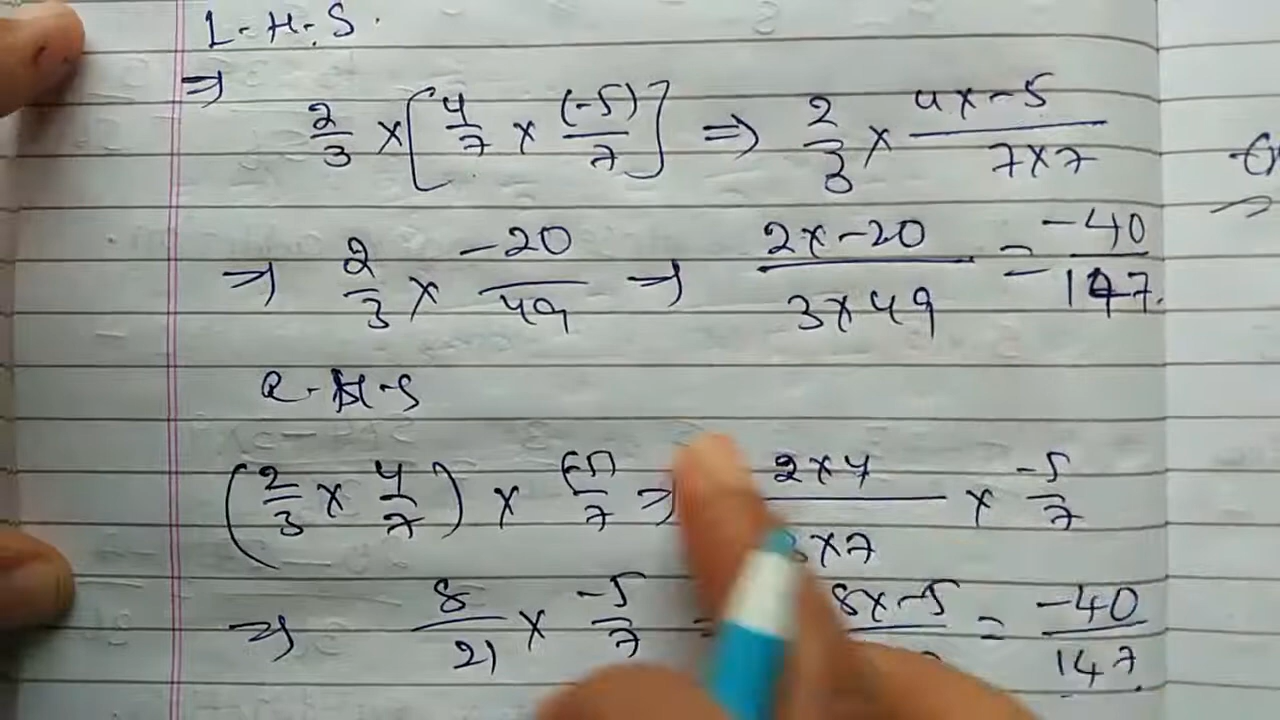 L-H-S.
⇒ 2/3 × [4/7 × (-5)/7] ⇒ 2/3 × 4×-5/7×7
⇒ 2/3 × -20/49 → 2×-20/3×49 = -40/147.
R-H-S
(2/3 × 4/7) × (-5)/7 ⇒ 2×4/3×7 × -5/7
⇒ 8/21 × -5/7 = 8×-5 = -40/147.